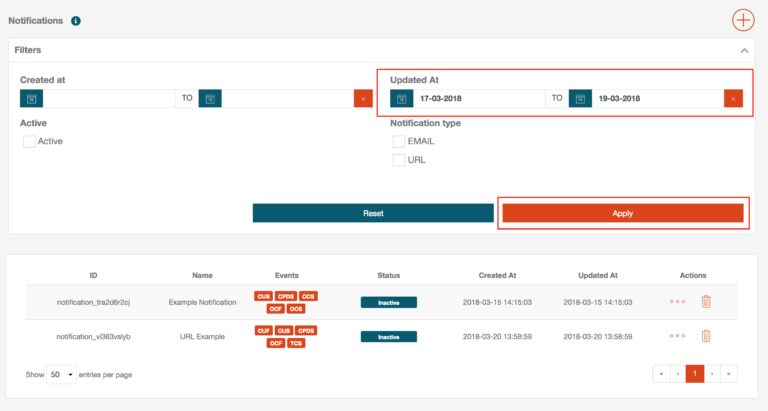 Notifications i
Filters
Created at Updated At
TO 17-03-2018 TO 19-03-2018
Active Notification type
Active EMAIL
URL
Reset Apply
ID Name Events Status Created At Updated At Actions
CUS CPDS CCS
notification_tra2d6r2cj Example Notification Inactive 2018-03-15 14:15:03 2018-03-15 14:15:03
OCF OCS
CUF CUS CPDS
notification_vi363vslyb URL Example Inactive 2018-03-20 13:58:59 2018-03-20 13:58:59
OCF TCS
Show 50 entries per page « ‹ 1 › »